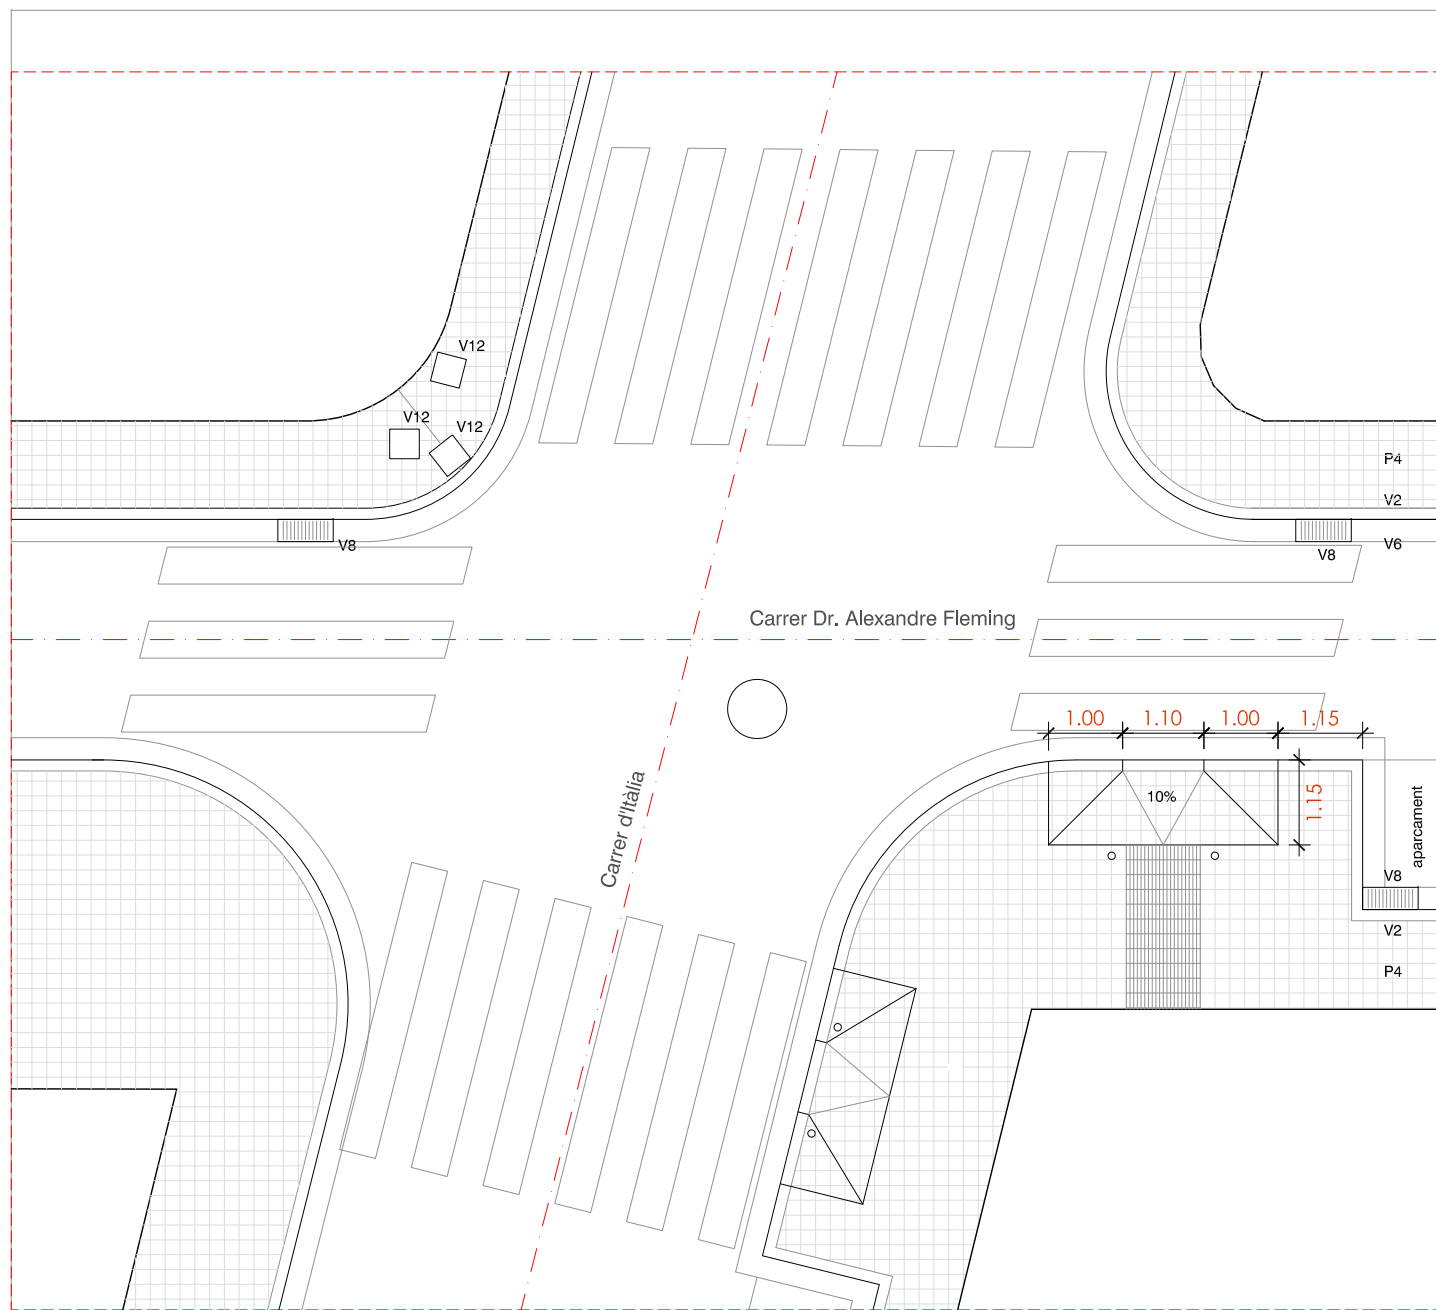 V12
V12
V12
P4
V2
V8
V6
V8
Carrer Dr. Alexandre Fleming
1.00
1.10
1.00
1.15
Carrer d'Itàlia
10%
1.15
aparcament
V8
V2
P4